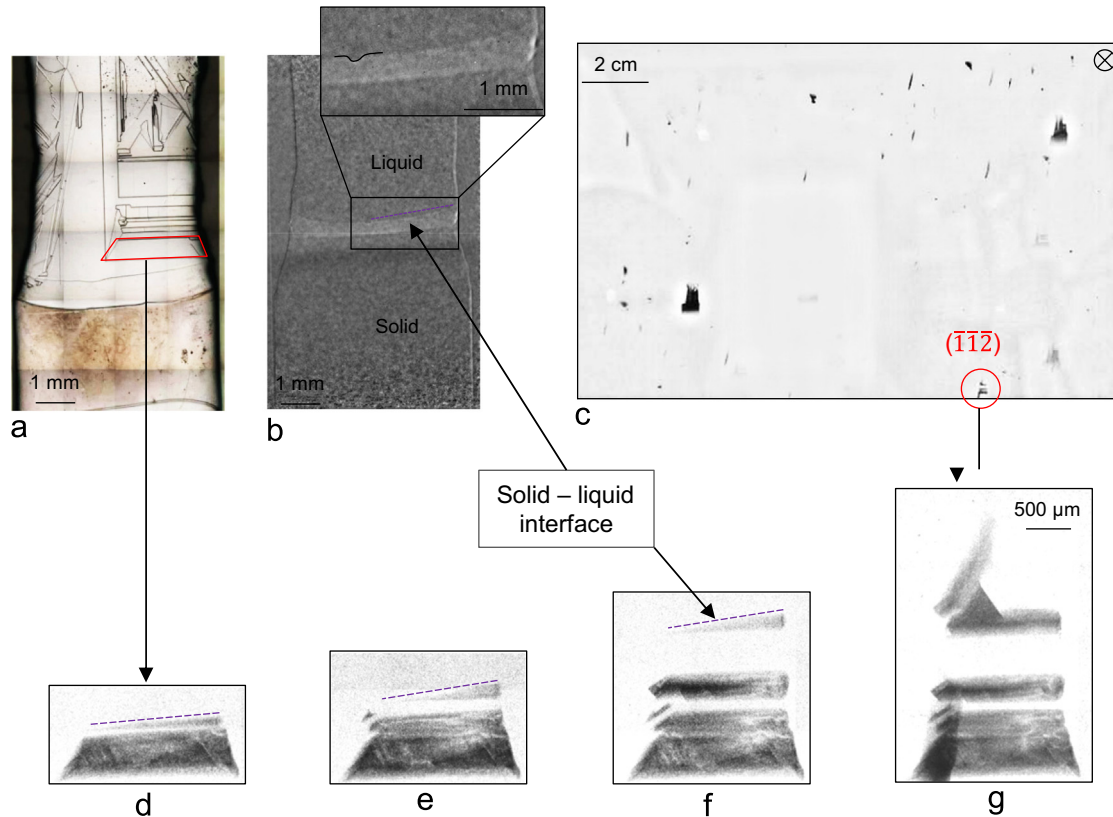 1 mm
Liquid
Solid
1 mm
1 mm
2 cm
(1̅1̅2̅)
a
b
c
Solid – liquid
interface
500 µm
d
e
f
g